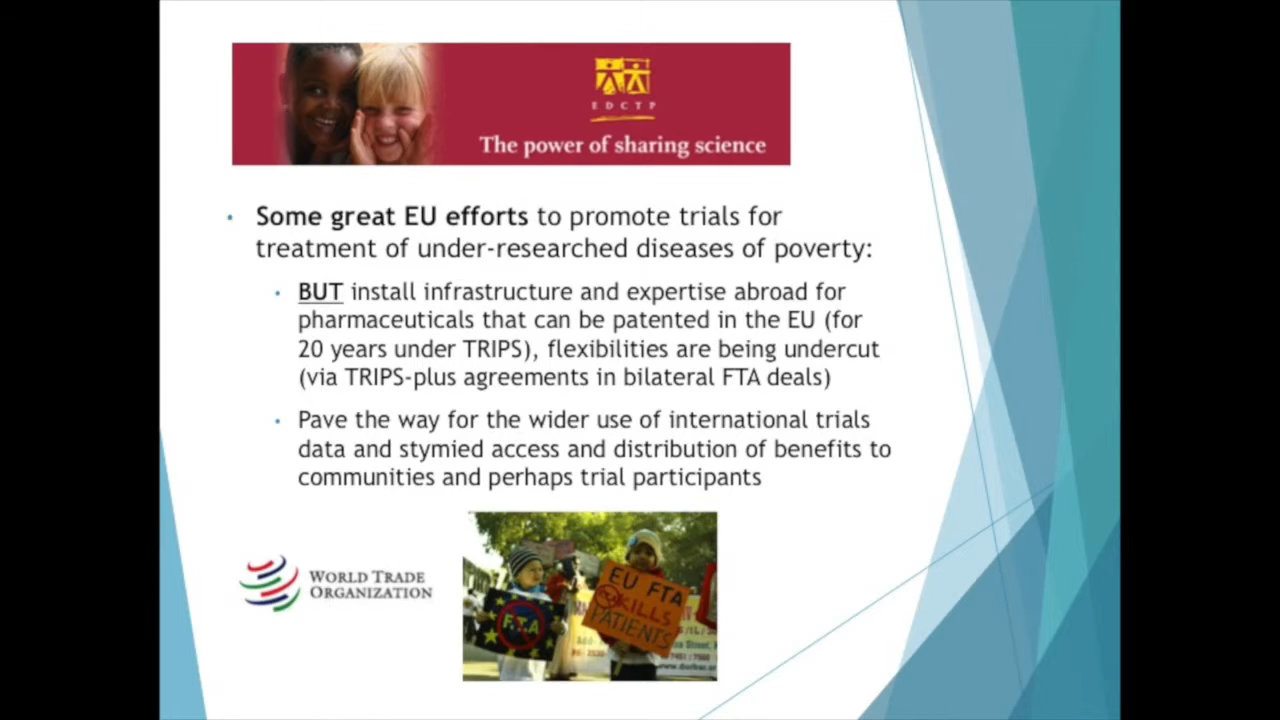 EDCTP
The power of sharing science
• Some great EU efforts to promote trials for
treatment of under-researched diseases of poverty:
• BUT install infrastructure and expertise abroad for
pharmaceuticals that can be patented in the EU (for
20 years under TRIPS), flexibilities are being undercut
(via TRIPS-plus agreements in bilateral FTA deals)
• Pave the way for the wider use of international trials
data and stymied access and distribution of benefits to
communities and perhaps trial participants
WORLD TRADE
ORGANIZATION
FTA
EU FTA
KILLS
PATIENTS